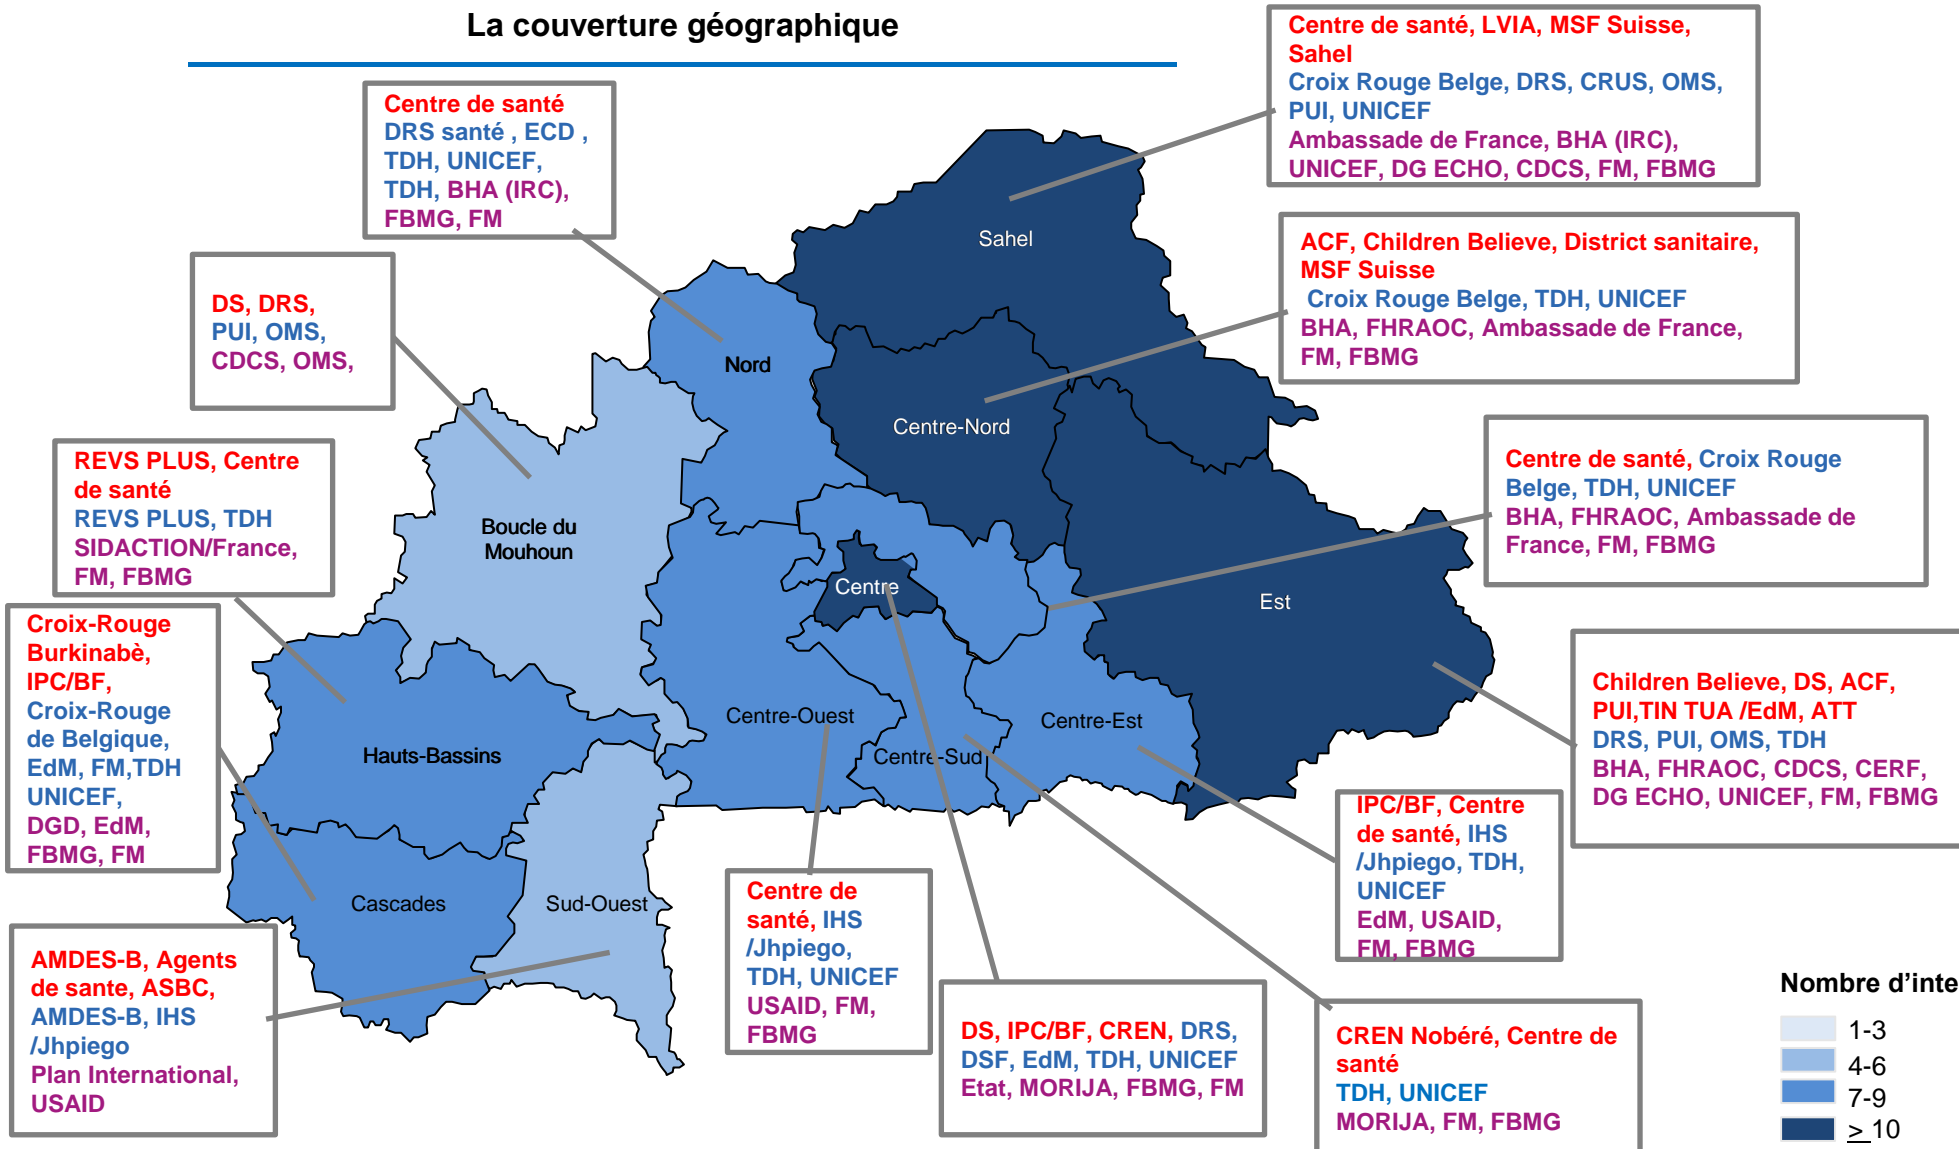 La couverture géographique
Centre de santé, LVIA, MSF Suisse,
Sahel
Croix Rouge Belge, DRS, CRUS, OMS,
PUI, UNICEF
Ambassade de France, BHA (IRC),
UNICEF, DG ECHO, CDCS, FM, FBMG
Centre de santé
DRS santé , ECD ,
TDH, UNICEF,
TDH, BHA (IRC),
FBMG, FM
ACF, Children Believe, District sanitaire,
MSF Suisse
Croix Rouge Belge, TDH, UNICEF
BHA, FHRAOC, Ambassade de France,
FM, FBMG
DS, DRS,
PUI, OMS,
CDCS, OMS,
REVS PLUS, Centre
de santé
REVS PLUS, TDH
SIDACTION/France,
FM, FBMG
Centre de santé, Croix Rouge
Belge, TDH, UNICEF
BHA, FHRAOC, Ambassade de
France, FM, FBMG
Croix-Rouge
Burkinabè,
IPC/BF,
Croix-Rouge
de Belgique,
EdM, FM,TDH
UNICEF,
DGD, EdM,
FBMG, FM
Children Believe, DS, ACF,
PUI,TIN TUA /EdM, ATT
DRS, PUI, OMS, TDH
BHA, FHRAOC, CDCS, CERF,
DG ECHO, UNICEF, FM, FBMG
Sahel
Nord
Centre-Nord
Boucle du
Mouhoun
Centre
Est
Centre-Ouest
Centre-Est
Hauts-Bassins
Centre-Sud
Cascades
Sud-Ouest
IPC/BF, Centre
de santé, IHS
/Jhpiego, TDH,
UNICEF
EdM, USAID,
FM, FBMG
AMDES-B, Agents
de sante, ASBC,
AMDES-B, IHS
/Jhpiego
Plan International,
USAID
Centre de
santé, IHS
/Jhpiego,
TDH, UNICEF
USAID, FM,
FBMG
DS, IPC/BF, CREN, DRS,
DSF, EdM, TDH, UNICEF
Etat, MORIJA, FBMG, FM
CREN Nobéré, Centre de
santé
TDH, UNICEF
MORIJA, FM, FBMG
Nombre d’inte
1-3
4-6
7-9
> 10